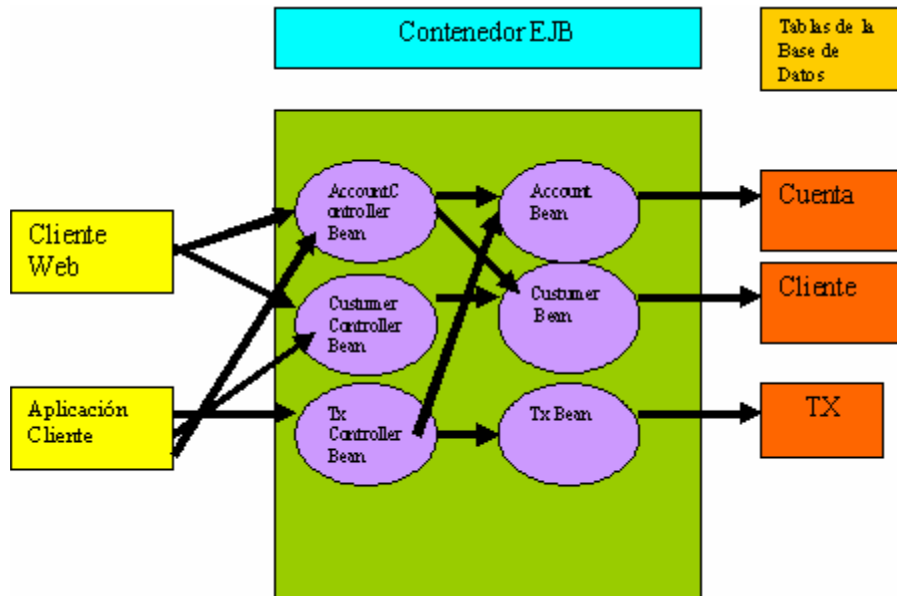 Contenedor EJB
Tablas de la
Base de
Datos
AccountC
ontroller
Bean
Account
Bean
Cuenta
Cliente
Web
Custumer
Controller
Bean
Custumer
Bean
Cliente
Aplicación
Cliente
Tx
Controller
Bean
Tx Bean
TX